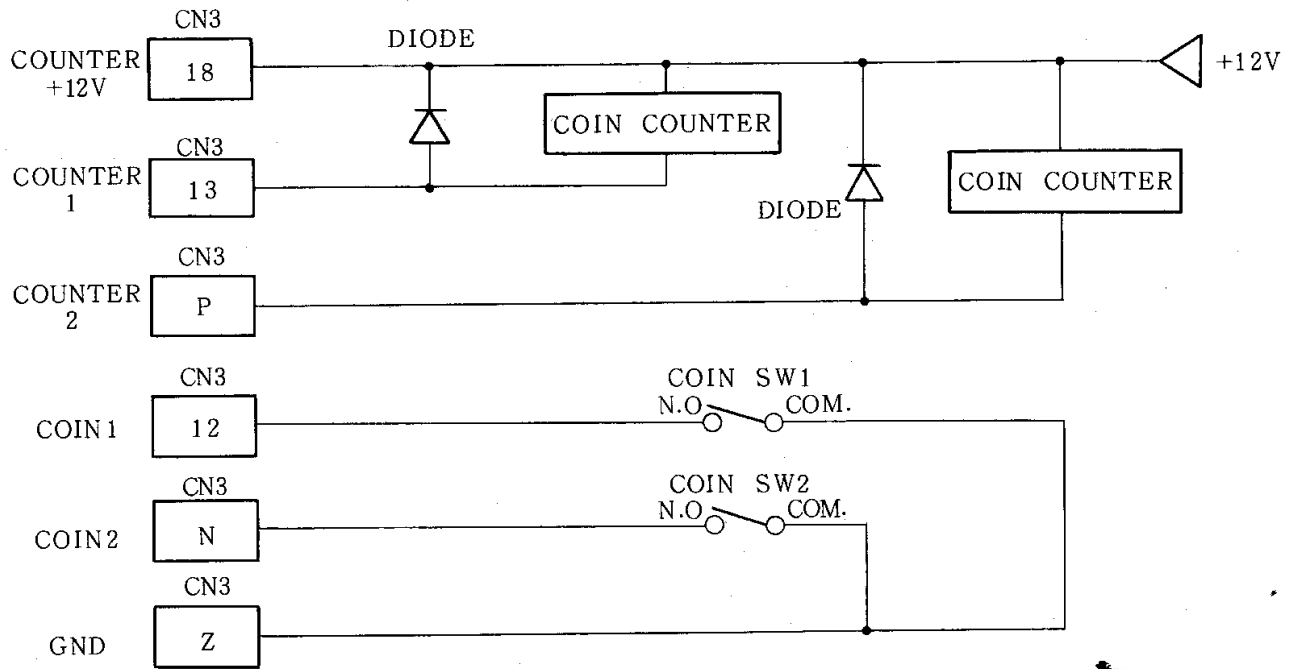 CN3
COUNTER
+12V
18
DIODE
+12V
COIN COUNTER
CN3
COUNTER
1
13
COIN COUNTER
DIODE
CN3
COUNTER
2
P
CN3
COIN1
12
COIN SW1
N.O
COM.
CN3
COIN2
N
COIN SW2
N.O
COM.
CN3
GND
Z